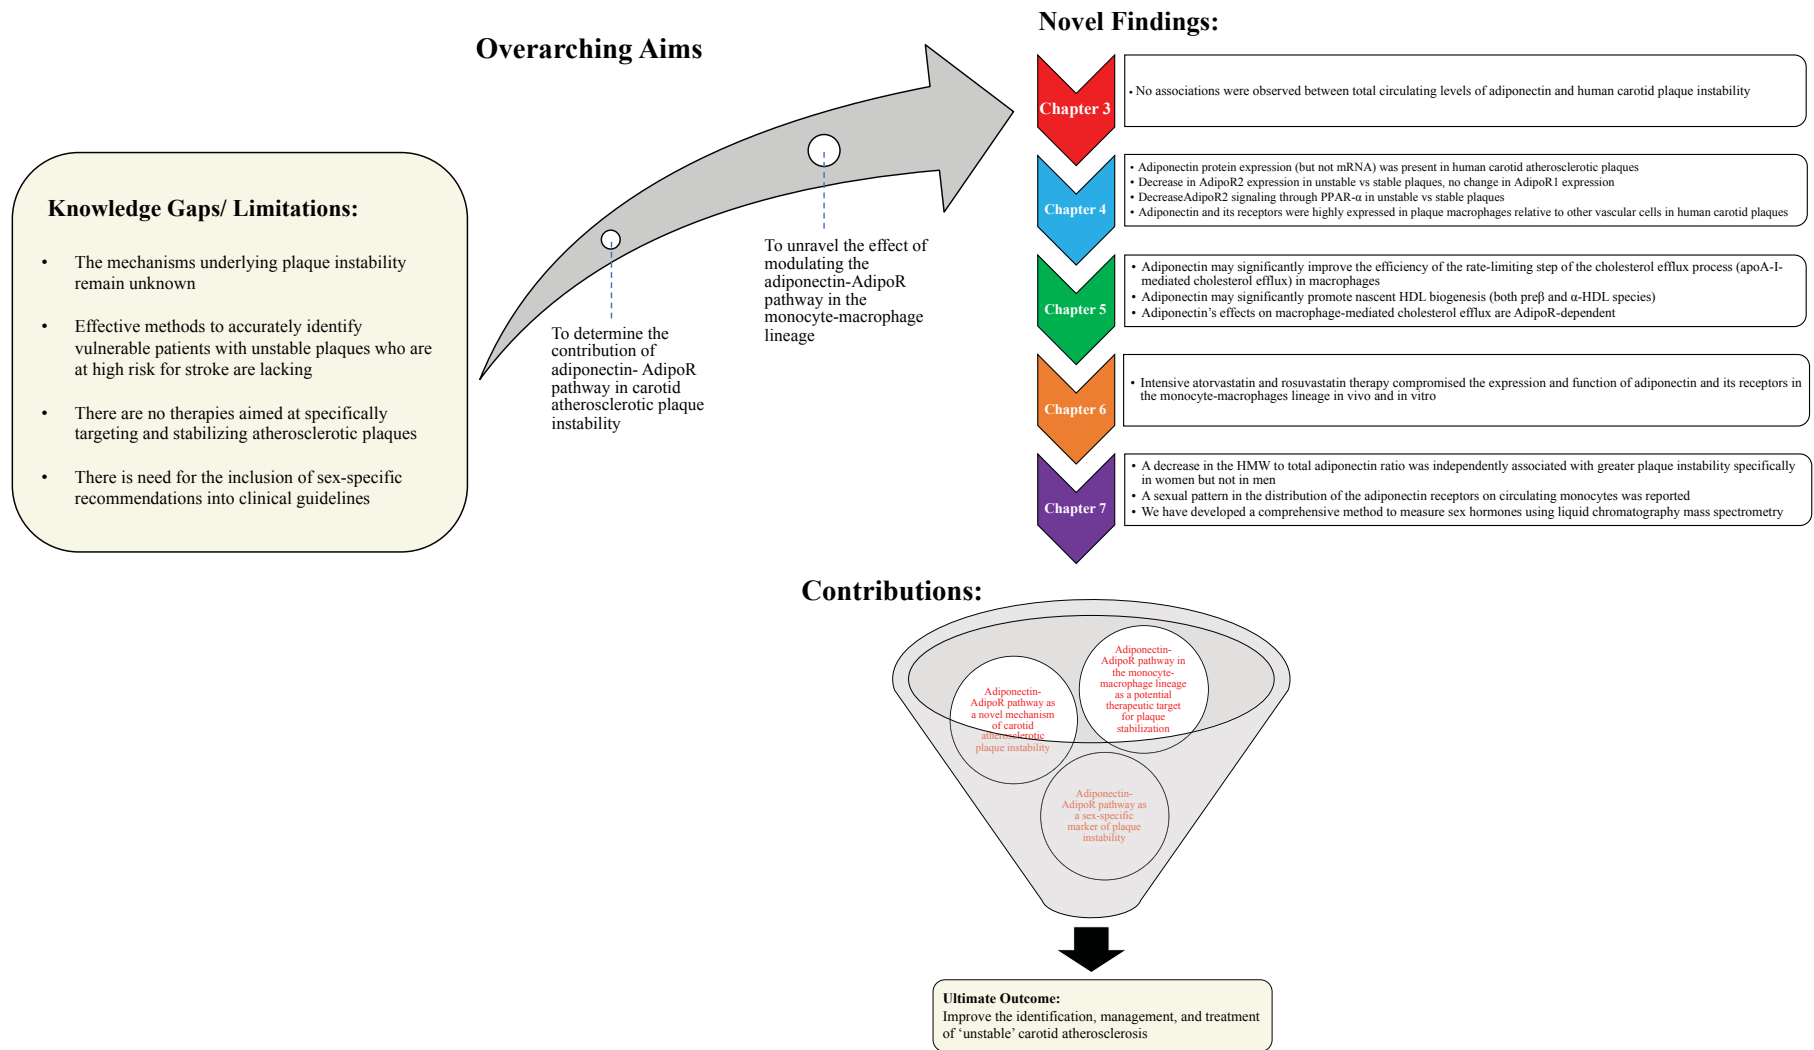 Knowledge Gaps/ Limitations:
• The mechanisms underlying plaque instability
remain unknown
• Effective methods to accurately identify
vulnerable patients with unstable plaques who are
at high risk for stroke are lacking
• There are no therapies aimed at specifically
targeting and stabilizing atherosclerotic plaques
• There is need for the inclusion of sex-specific
recommendations into clinical guidelines
Overarching Aims
To determine the
contribution of
adiponectin- AdipoR
pathway in carotid
atherosclerotic plaque
instability
To unravel the effect of
modulating the
adiponectin-AdipoR
pathway in the
monocyte-macrophage
lineage
Novel Findings:
Chapter 3
• No associations were observed between total circulating levels of adiponectin and human carotid plaque instability
Chapter 4
• Adiponectin protein expression (but not mRNA) was present in human carotid atherosclerotic plaques
• Decrease in AdipoR2 expression in unstable vs stable plaques, no change in AdipoR1 expression
• DecreaseAdipoR2 signaling through PPAR-α in unstable vs stable plaques
• Adiponectin and its receptors were highly expressed in plaque macrophages relative to other vascular cells in human carotid plaques
Chapter 5
• Adiponectin may significantly improve the efficiency of the rate-limiting step of the cholesterol efflux process (apoA-I-
mediated cholesterol efflux) in macrophages
• Adiponectin may significantly promote nascent HDL biogenesis (both preβ and α-HDL species)
• Adiponectin’s effects on macrophage-mediated cholesterol efflux are AdipoR-dependent
Chapter 6
• Intensive atorvastatin and rosuvastatin therapy compromised the expression and function of adiponectin and its receptors in
the monocyte-macrophages lineage in vivo and in vitro
Chapter 7
• A decrease in the HMW to total adiponectin ratio was independently associated with greater plaque instability specifically
in women but not in men
• A sexual pattern in the distribution of the adiponectin receptors on circulating monocytes was reported
• We have developed a comprehensive method to measure sex hormones using liquid chromatography mass spectrometry
Contributions:
Adiponectin-
AdipoR pathway as
a novel mechanism
of carotid
atherosclerotic
plaque instability
Adiponectin-
AdipoR pathway in
the monocyte-
macrophage lineage
as a potential
therapeutic target
for plaque
stabilization
Adiponectin-
AdipoR pathway as
a sex-specific
marker of plaque
instability
Ultimate Outcome:
Improve the identification, management, and treatment
of ‘unstable’ carotid atherosclerosis